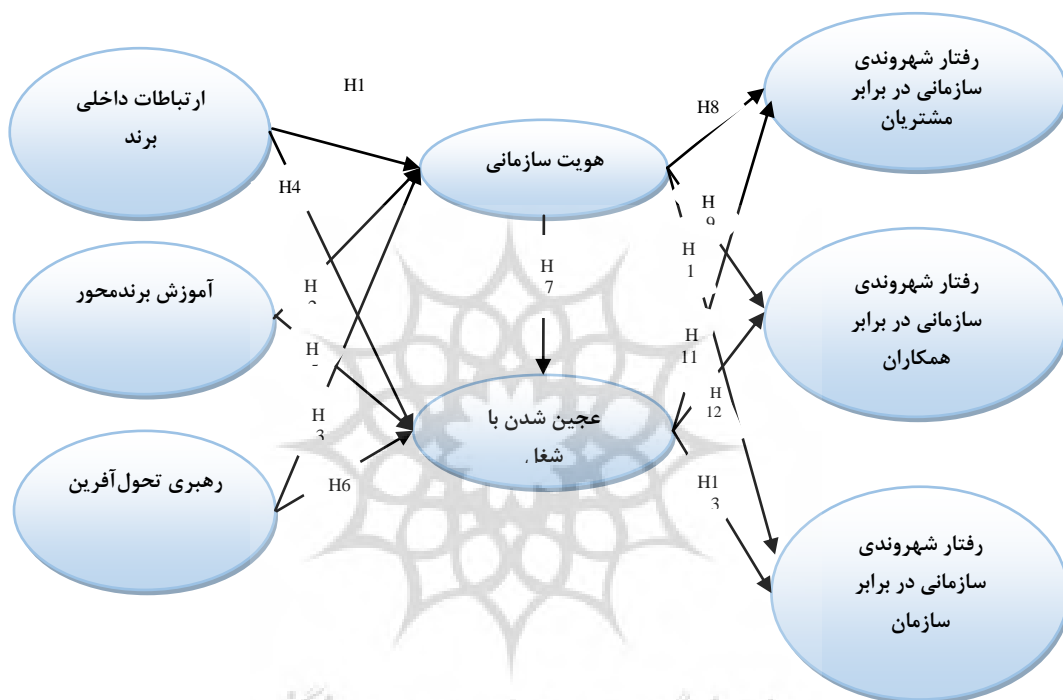 ارتباطات داخلی
برند
آموزش برندمحور
رهبری تحول‌آفرین
هویت سازمانی
عجین شدن با
شغل
رفتار شهروندی
سازمانی در برابر
مشتریان
رفتار شهروندی
سازمانی در برابر
همکاران
رفتار شهروندی
سازمانی در برابر
سازمان
H1
H4
H
H
H
3
H6
H
7
H8
H
9
H
1
H
11
H
12
H1
3